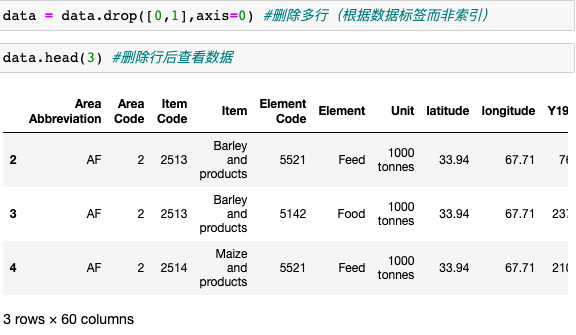 data = data.drop([0,1],axis=0) #删除多行（根据数据标签而非索引）
data.head(3) #删除行后查看数据
Area Abbreviation Area Code Item Code Item Element Code Element Unit latitude longitude Y19
2 AF 2 2513 Barley and products 5521 Feed 1000 tonnes 33.94 67.71 76
3 AF 2 2513 Barley and products 5142 Food 1000 tonnes 33.94 67.71 237
4 AF 2 2514 Maize and products 5521 Feed 1000 tonnes 33.94 67.71 210
3 rows × 60 columns